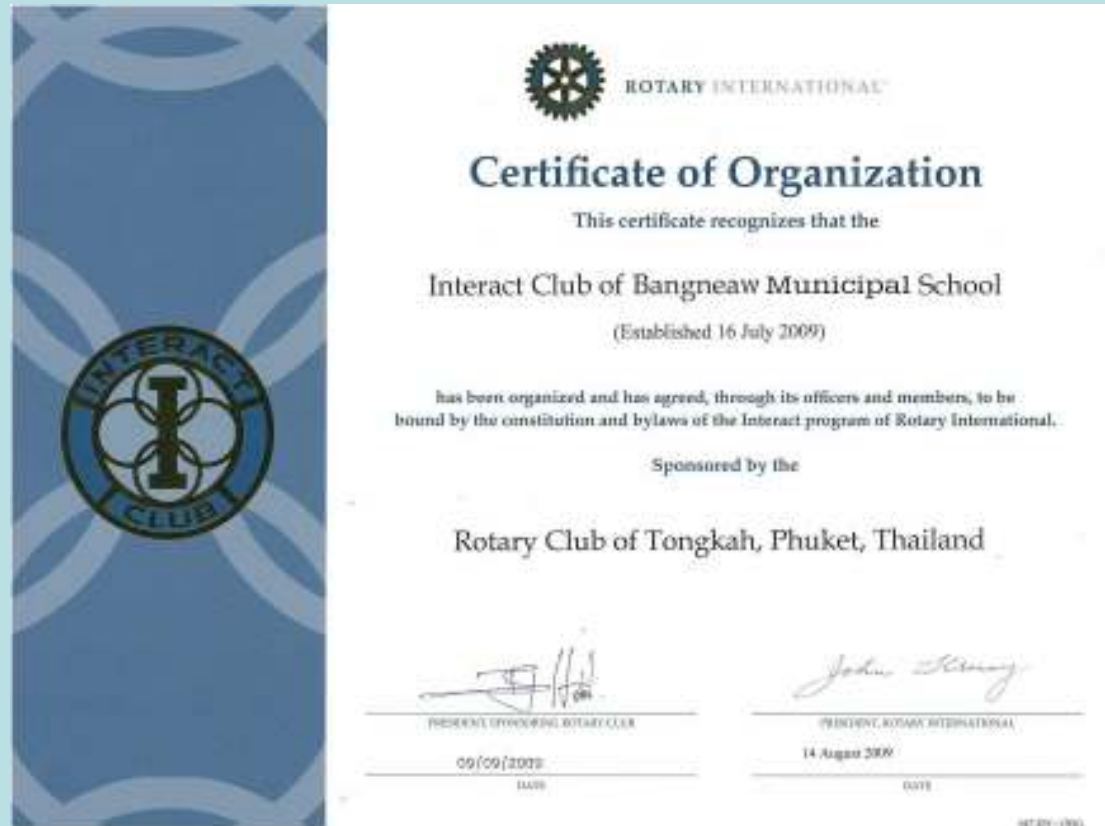 ROTARY INTERNATIONAL
Certificate of Organization
This certificate recognizes that the
Interact Club of Bangneaw Municipal School
(Established 16 July 2009)
has been organized and has agreed, through its officers and members, to be
bound by the constitution and bylaws of the Interact program of Rotary International.
Sponsored by the
Rotary Club of Tongkah, Phuket, Thailand
INTERACT
I
CLUB
John
PRESIDENT, SPONSORING ROTARY CLUB
PRESIDENT, ROTARY INTERNATIONAL
09/09/2009
14 August 2009
DATE
DATE